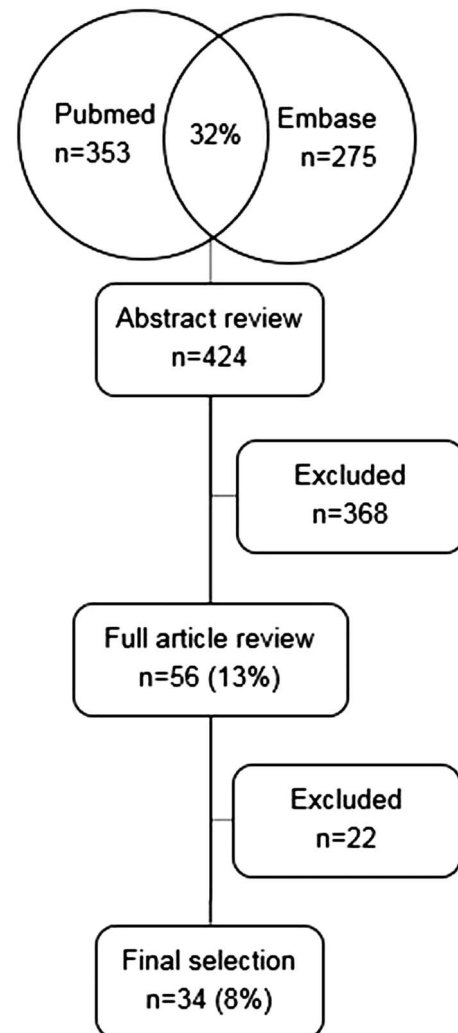 Pubmed
n=353
32%
Embase
n=275
Abstract review
n=424
Excluded
n=368
Full article review
n=56 (13%)
Excluded
n=22
Final selection
n=34 (8%)